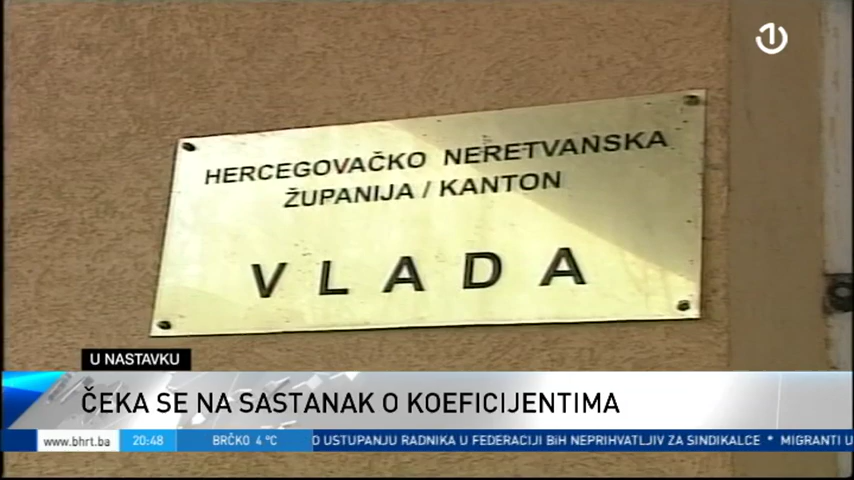 HERCEGOVAČKO NERETVANSKA
ŽUPANIJA / KANTON
VLADA
U NASTAVKU
ČEKA SE NA SASTANAK O KOEFICIJENTIMA
www.bhrt.ba 20:48 BRČKO 4 °C O USTUPANJU RADNIKA U FEDERACIJI BiH NEPRIHVATLJIV ZA SINDIKALCE * MIGRANTI U